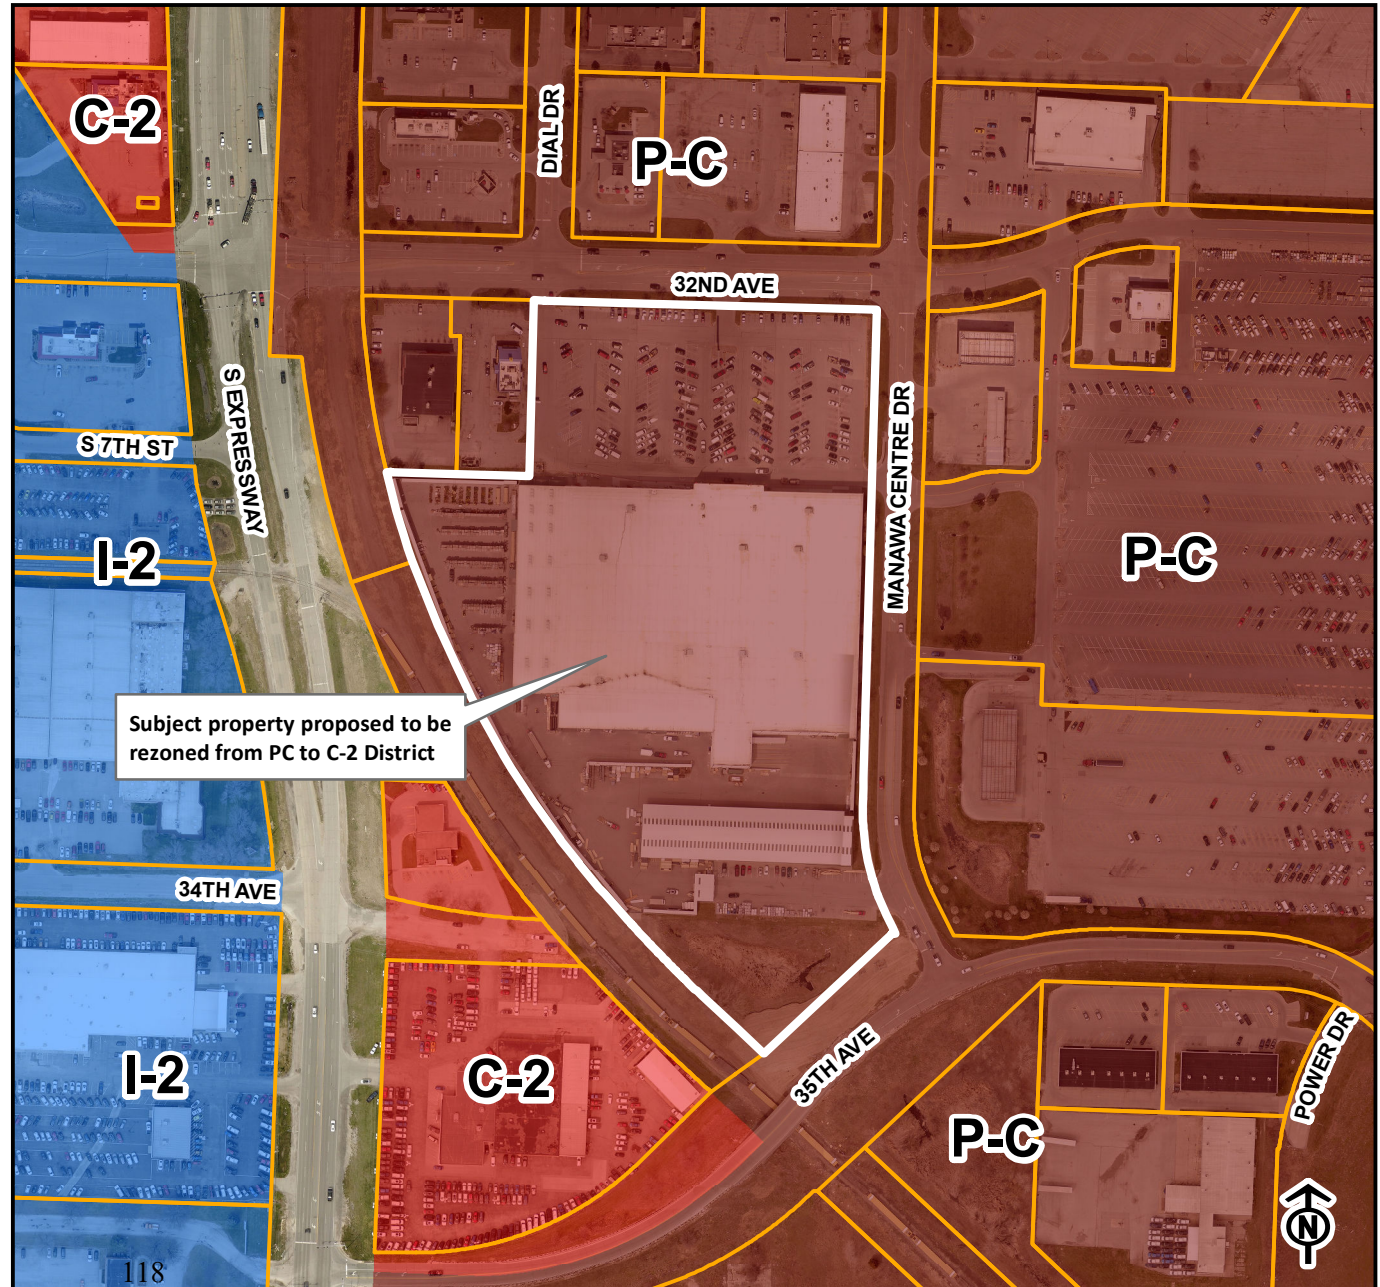 C-2
DIAL DR
P-C
32ND AVE
S EXPRESSWAY
S 7TH ST
MANAWA CENTRE DR
I-2
P-C
Subject property proposed to be
rezoned from PC to C-2 District
34TH AVE
I-2
C-2
35TH AVE
POWER DR
P-C
N
118